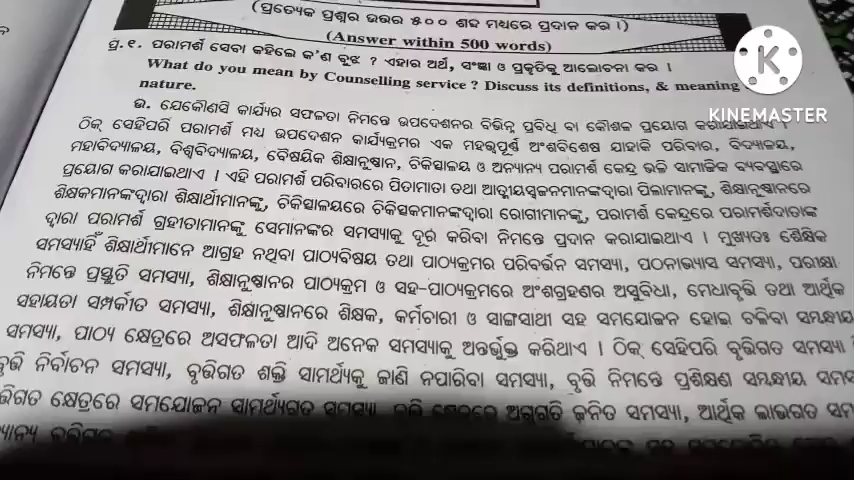 (ପ୍ରତ୍ୟେକ ପ୍ରଶ୍ନର ଉତ୍ତର ୫୦୦ ଶବ୍ଦ ମଧ୍ୟରେ ପ୍ରଦାନ କର ।)
(Answer within 500 words)
ପ୍ର.୧. ପରାମର୍ଶ ସେବା କହିଲେ କ'ଣ ବୁଝ ? ଏହାର ଅର୍ଥ, ସଂଜ୍ଞା ଓ ପ୍ରକୃତିକୁ ଆଲୋଚନା କର ।
What do you mean by Counselling service ? Discuss its definitions, & meaning
nature.
KINEMASTER
ଉ. ଯେକୌଣସି କାର୍ଯ୍ୟର ସଫଳତା ନିମନ୍ତେ ଉପଦେଶନର ବିଭିନ୍ନ ପ୍ରବିଧି ବା କୌଶଳ ପ୍ରୟୋଗ କରାଯାଇଥାଏ ।
ଠିକ୍ ସେହିପରି ପରାମର୍ଶ ମଧ୍ୟ ଉପଦେଶନ କାର୍ଯ୍ୟକ୍ରମର ଏକ ମହତ୍ତ୍ୱପୂର୍ଣ୍ଣ ଅଂଶବିଶେଷ ଯାହାକି ପରିବାର, ବିଦ୍ୟାଳୟ,
ମହାବିଦ୍ୟାଳୟ, ବିଶ୍ୱବିଦ୍ୟାଳୟ, ବୈଷୟିକ ଶିକ୍ଷାନୁଷ୍ଠାନ, ଚିକିତ୍ସାଳୟ ଓ ଅନ୍ୟାନ୍ୟ ପରାମର୍ଶ କେନ୍ଦ୍ର ଭଳି ସାମାଜିକ ବ୍ୟବସ୍ଥାରେ
ପ୍ରୟୋଗ କରାଯାଇଥାଏ । ଏହି ପରାମର୍ଶ ପରିବାରରେ ପିତାମାତା ତଥା ଆତ୍ମୀୟସ୍ୱଜନମାନଙ୍କଦ୍ୱାରା ପିଲାମାନଙ୍କୁ, ଶିକ୍ଷାନୁଷ୍ଠାନରେ
ଶିକ୍ଷକମାନଙ୍କଦ୍ୱାରା ଶିକ୍ଷାର୍ଥୀମାନଙ୍କୁ, ଚିକିତ୍ସାଳୟରେ ଚିକିତ୍ସକମାନଙ୍କଦ୍ୱାରା ରୋଗୀମାନଙ୍କୁ, ପରାମର୍ଶ କେନ୍ଦ୍ରରେ ପରାମର୍ଶଦାତାଙ୍କ
ଦ୍ୱାରା ପରାମର୍ଶ ଗ୍ରହୀତାମାନଙ୍କୁ ସେମାନଙ୍କର ସମସ୍ୟାକୁ ଦୂର କରିବା ନିମନ୍ତେ ପ୍ରଦାନ କରାଯାଇଥାଏ । ମୁଖ୍ୟତଃ ଶୈକ୍ଷିକ
ସମସ୍ୟାହିଁ ଶିକ୍ଷାର୍ଥୀମାନେ ଆଗ୍ରହ ନଥିବା ପାଠ୍ୟବିଷୟ ତଥା ପାଠ୍ୟକ୍ରମର ପରିବର୍ତ୍ତନ ସମସ୍ୟା, ପଠନାଭ୍ୟାସ ସମସ୍ୟା, ପରୀକ୍ଷା
ନିମନ୍ତେ ପ୍ରସ୍ତୁତି ସମସ୍ୟା, ଶିକ୍ଷାନୁଷ୍ଠାନର ପାଠ୍ୟକ୍ରମ ଓ ସହ-ପାଠ୍ୟକ୍ରମରେ ଅଂଶଗ୍ରହଣର ଅସୁବିଧା, ମେଧାବୃତ୍ତି ତଥା ଆର୍ଥିକ
ସହାୟତା ସମ୍ପର୍କୀତ ସମସ୍ୟା, ଶିକ୍ଷାନୁଷ୍ଠାନରେ ଶିକ୍ଷକ, କର୍ମଚାରୀ ଓ ସାଙ୍ଗସାଥୀ ସହ ସମଯୋଜନ ହୋଇ ଚଳିବା ସମ୍ବନ୍ଧୀୟ
ସମସ୍ୟା, ପାଠ୍ୟ କ୍ଷେତ୍ରରେ ଅସଫଳତା ଆଦି ଅନେକ ସମସ୍ୟାକୁ ଅନ୍ତର୍ଭୁକ୍ତ କରିଥାଏ । ଠିକ୍ ସେହିପରି ବୃତ୍ତିଗତ ସମସ୍ୟା
ବୃତ୍ତି ନିର୍ବାଚନ ସମସ୍ୟା, ବୃତ୍ତିଗତ ଶକ୍ତି ସାମର୍ଥ୍ୟକୁ ଜାଣି ନପାରିବା ସମସ୍ୟା, ବୃତ୍ତି ନିମନ୍ତେ ପ୍ରଶିକ୍ଷଣ ସମ୍ବନ୍ଧୀୟ
କ୍ଷେତ୍ରରେ ସମଯୋଜନ ସାମର୍ଥ୍ୟଗତ ସମସ୍ୟା, ବୃତ୍ତି କ୍ଷେତ୍ରରେ ଅଗ୍ରଗତି ଜନିତ ସମସ୍ୟା, ଆର୍ଥିକ ଲାଭଗତ